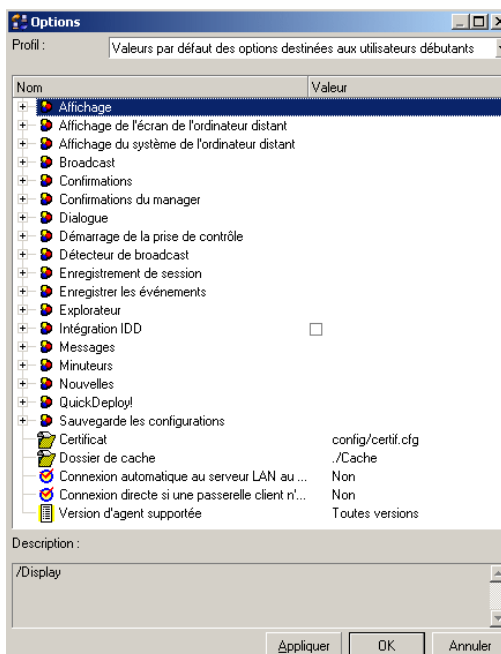 Options
Profil : Valeurs par défaut des options destinées aux utilisateurs débutants
Nom Valeur
Affichage
Affichage de l'écran de l'ordinateur distant
Affichage du système de l'ordinateur distant
Broadcast
Confirmations
Confirmations du manager
Dialogue
Démarrage de la prise de contrôle
Détecteur de broadcast
Enregistrement de session
Enregistrer les événements
Explorateur
Intégration IDD
Messages
Minuteurs
Nouvelles
QuickDeploy!
Sauvegarde les configurations
Certificat config/certif.cfg
Dossier de cache ./Cache
Connexion automatique au serveur LAN au ... Non
Connexion directe si une passerelle client n'... Non
Version d'agent supportée Toutes versions
Description :
/Display
Appliquer OK Annuler